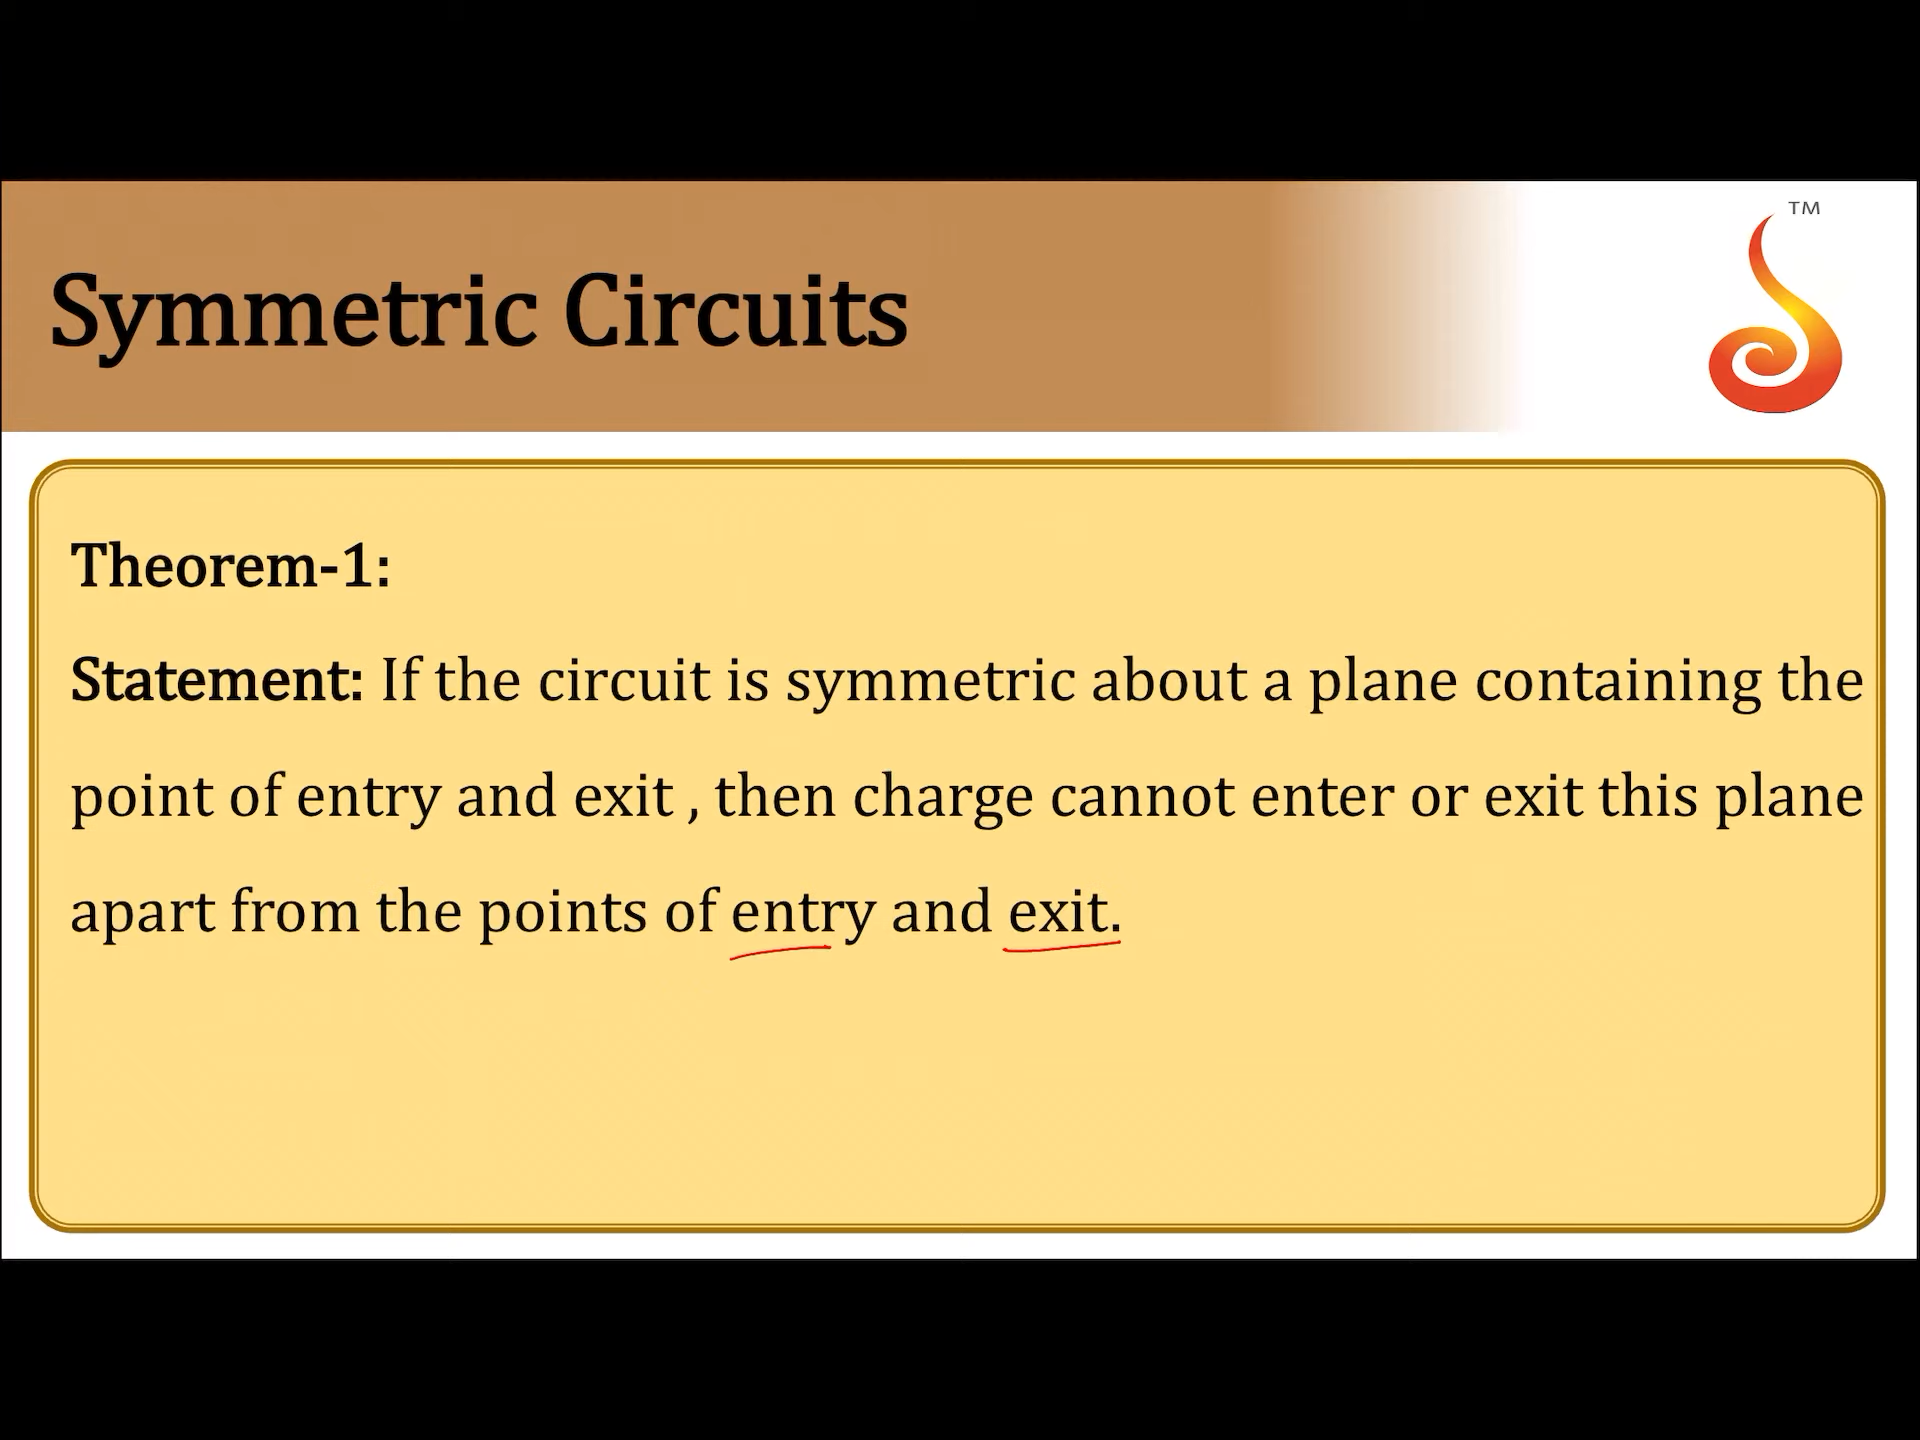 TM
Symmetric Circuits
Theorem-1:
Statement: If the circuit is symmetric about a plane containing the
point of entry and exit , then charge cannot enter or exit this plane
apart from the points of entry and exit.